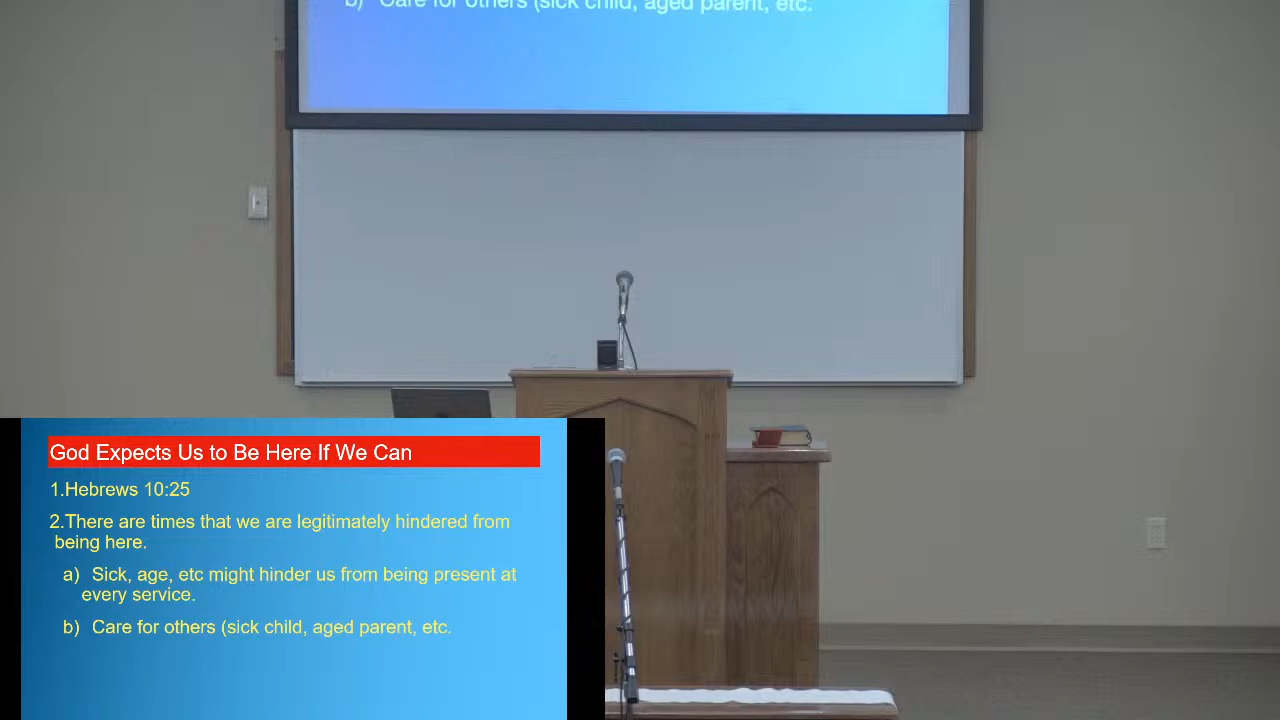 b) Care for others (sick child, aged parent, etc.
God Expects Us to Be Here If We Can
1.Hebrews 10:25
2.There are times that we are legitimately hindered from
being here.
a) Sick, age, etc might hinder us from being present at
every service.
b) Care for others (sick child, aged parent, etc.